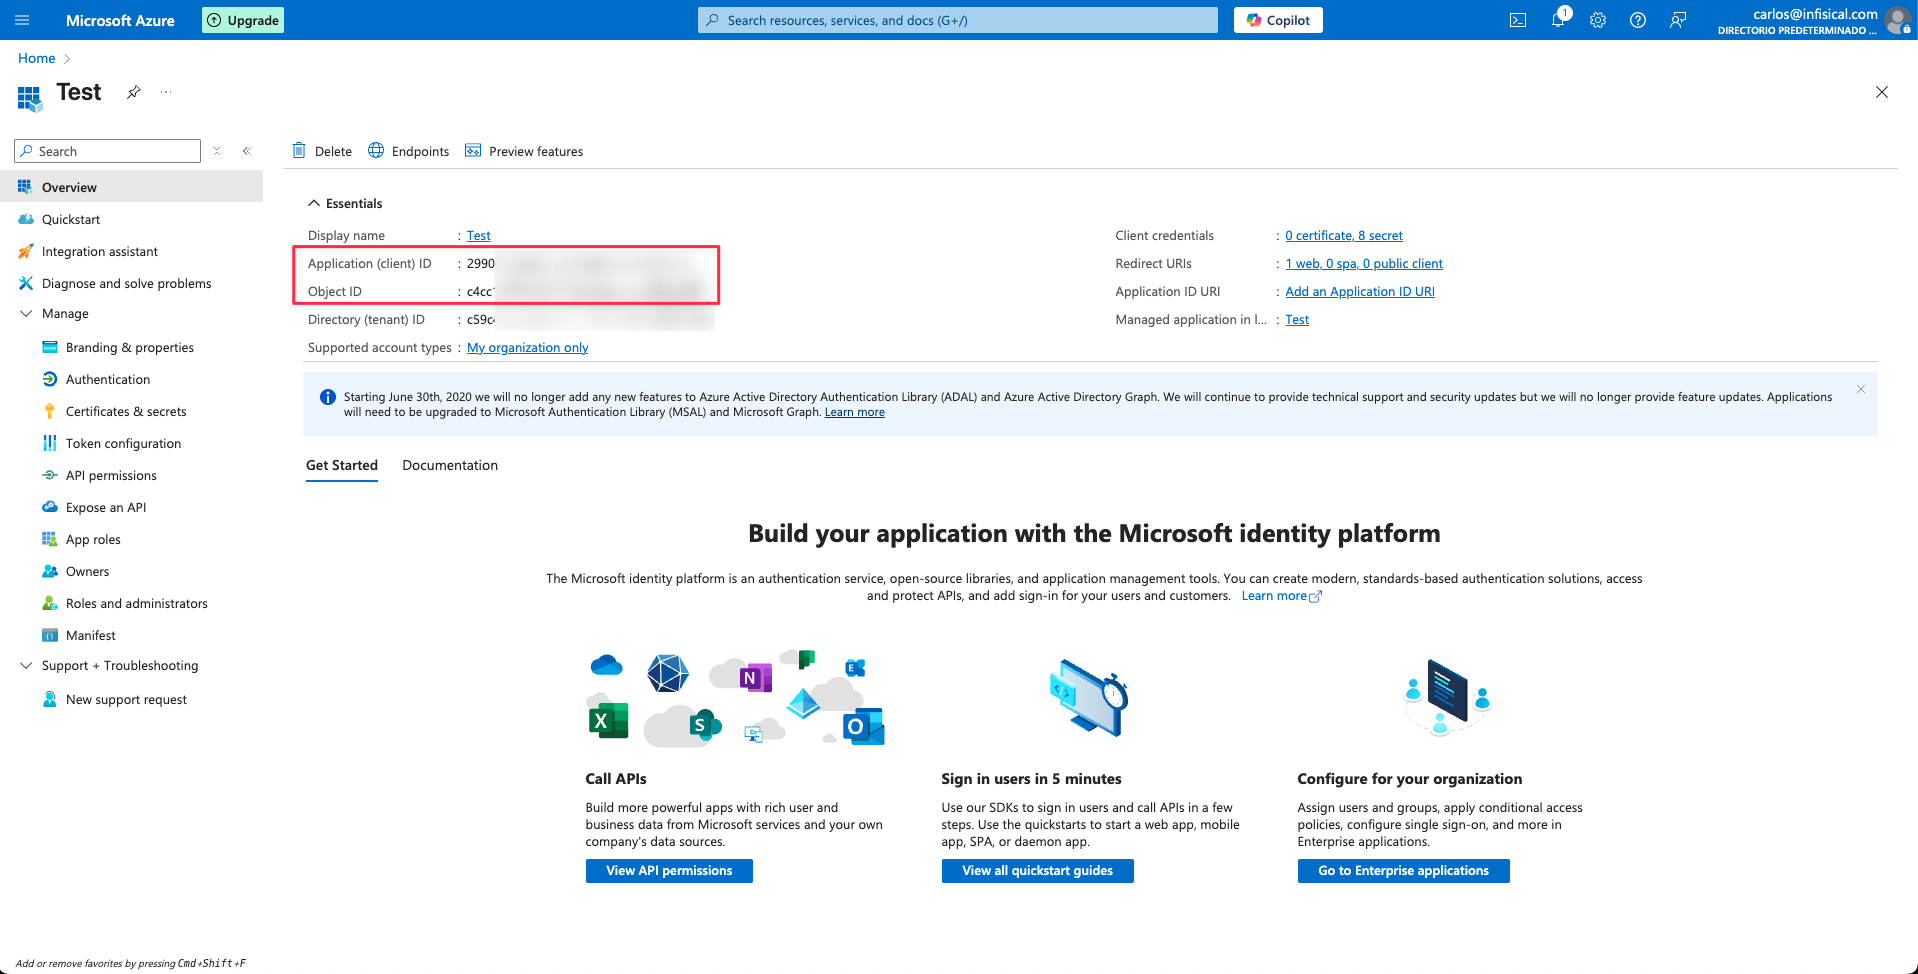 Microsoft Azure
Upgrade
Search resources, services, and docs (G+/)
Copilot
1
carlos@infisical.com
DIRECTORIO PREDETERMINADO ...
Home
Test
...
Search
Overview
Quickstart
Integration assistant
Diagnose and solve problems
Manage
Branding & properties
Authentication
Certificates & secrets
Token configuration
API permissions
Expose an API
App roles
Owners
Roles and administrators
Manifest
Support + Troubleshooting
New support request
Delete
Endpoints
Preview features
Essentials
Display name : Test
Application (client) ID : 2990
Object ID : c4cc
Directory (tenant) ID : c59c
Supported account types : My organization only
Client credentials : 0 certificate, 8 secret
Redirect URIs : 1 web, 0 spa, 0 public client
Application ID URI : Add an Application ID URI
Managed application in l... : Test
Starting June 30th, 2020 we will no longer add any new features to Azure Active Directory Authentication Library (ADAL) and Azure Active Directory Graph. We will continue to provide technical support and security updates but we will no longer provide feature updates. Applications
will need to be upgraded to Microsoft Authentication Library (MSAL) and Microsoft Graph. Learn more
Get Started
Documentation
Build your application with the Microsoft identity platform
The Microsoft identity platform is an authentication service, open-source libraries, and application management tools. You can create modern, standards-based authentication solutions, access
and protect APIs, and add sign-in for your users and customers. Learn more
N
E
X
S
O
Call APIs
Build more powerful apps with rich user and
business data from Microsoft services and your own
company's data sources.
View API permissions
Sign in users in 5 minutes
Use our SDKs to sign in users and call APIs in a few
steps. Use the quickstarts to start a web app, mobile
app, SPA, or daemon app.
View all quickstart guides
Configure for your organization
Assign users and groups, apply conditional access
policies, configure single sign-on, and more in
Enterprise applications.
Go to Enterprise applications
Add or remove favorites by pressing Cmd+Shift+F